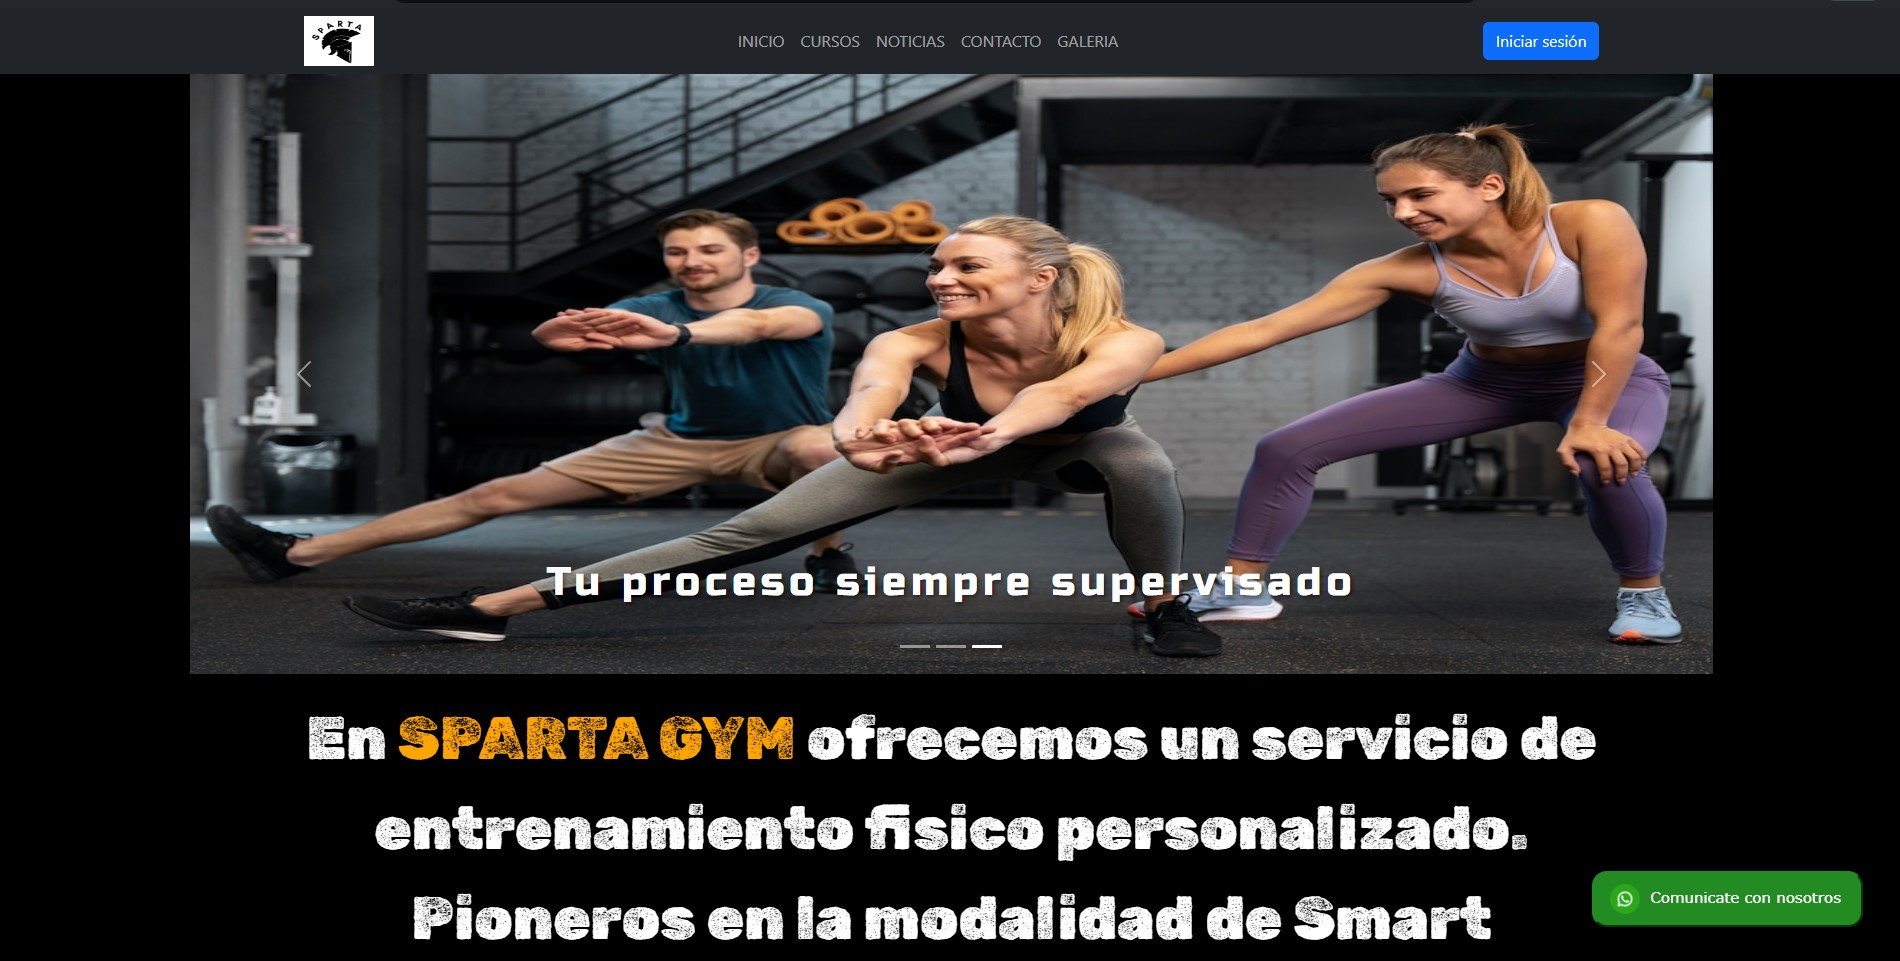 SPARTA
INICIO CURSOS NOTICIAS CONTACTO GALERIA
Iniciar sesión
Tu proceso siempre supervisado
En SPARTA GYM ofrecemos un servicio de
entrenamiento fisico personalizado.
Pioneros en la modalidad de Smart
Comunicate con nosotros